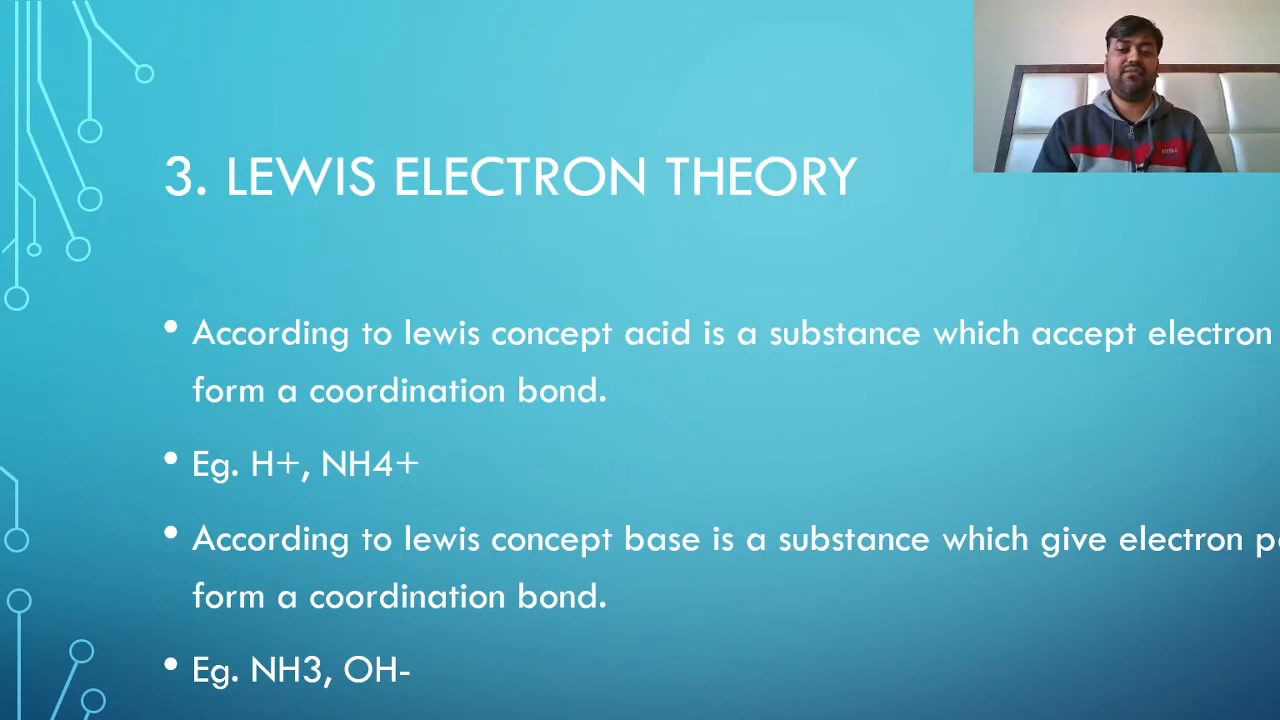 3. LEWIS ELECTRON THEORY
• According to lewis concept acid is a substance which accept electron
form a coordination bond.
• Eg. H+, NH4+
• According to lewis concept base is a substance which give electron
form a coordination bond.
• Eg. NH3, OH-